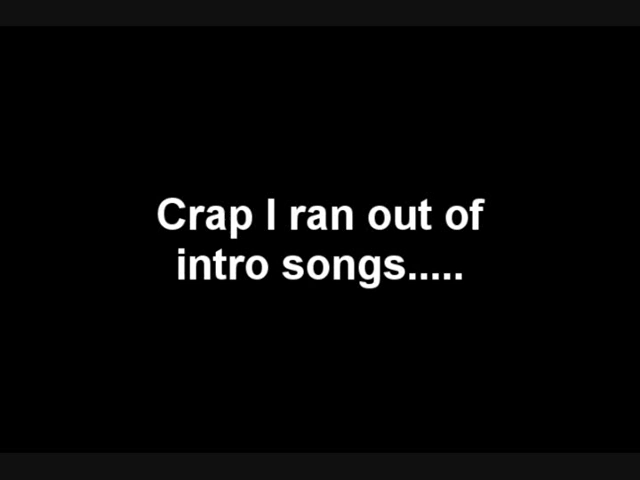 Crap I ran out of
intro songs.....